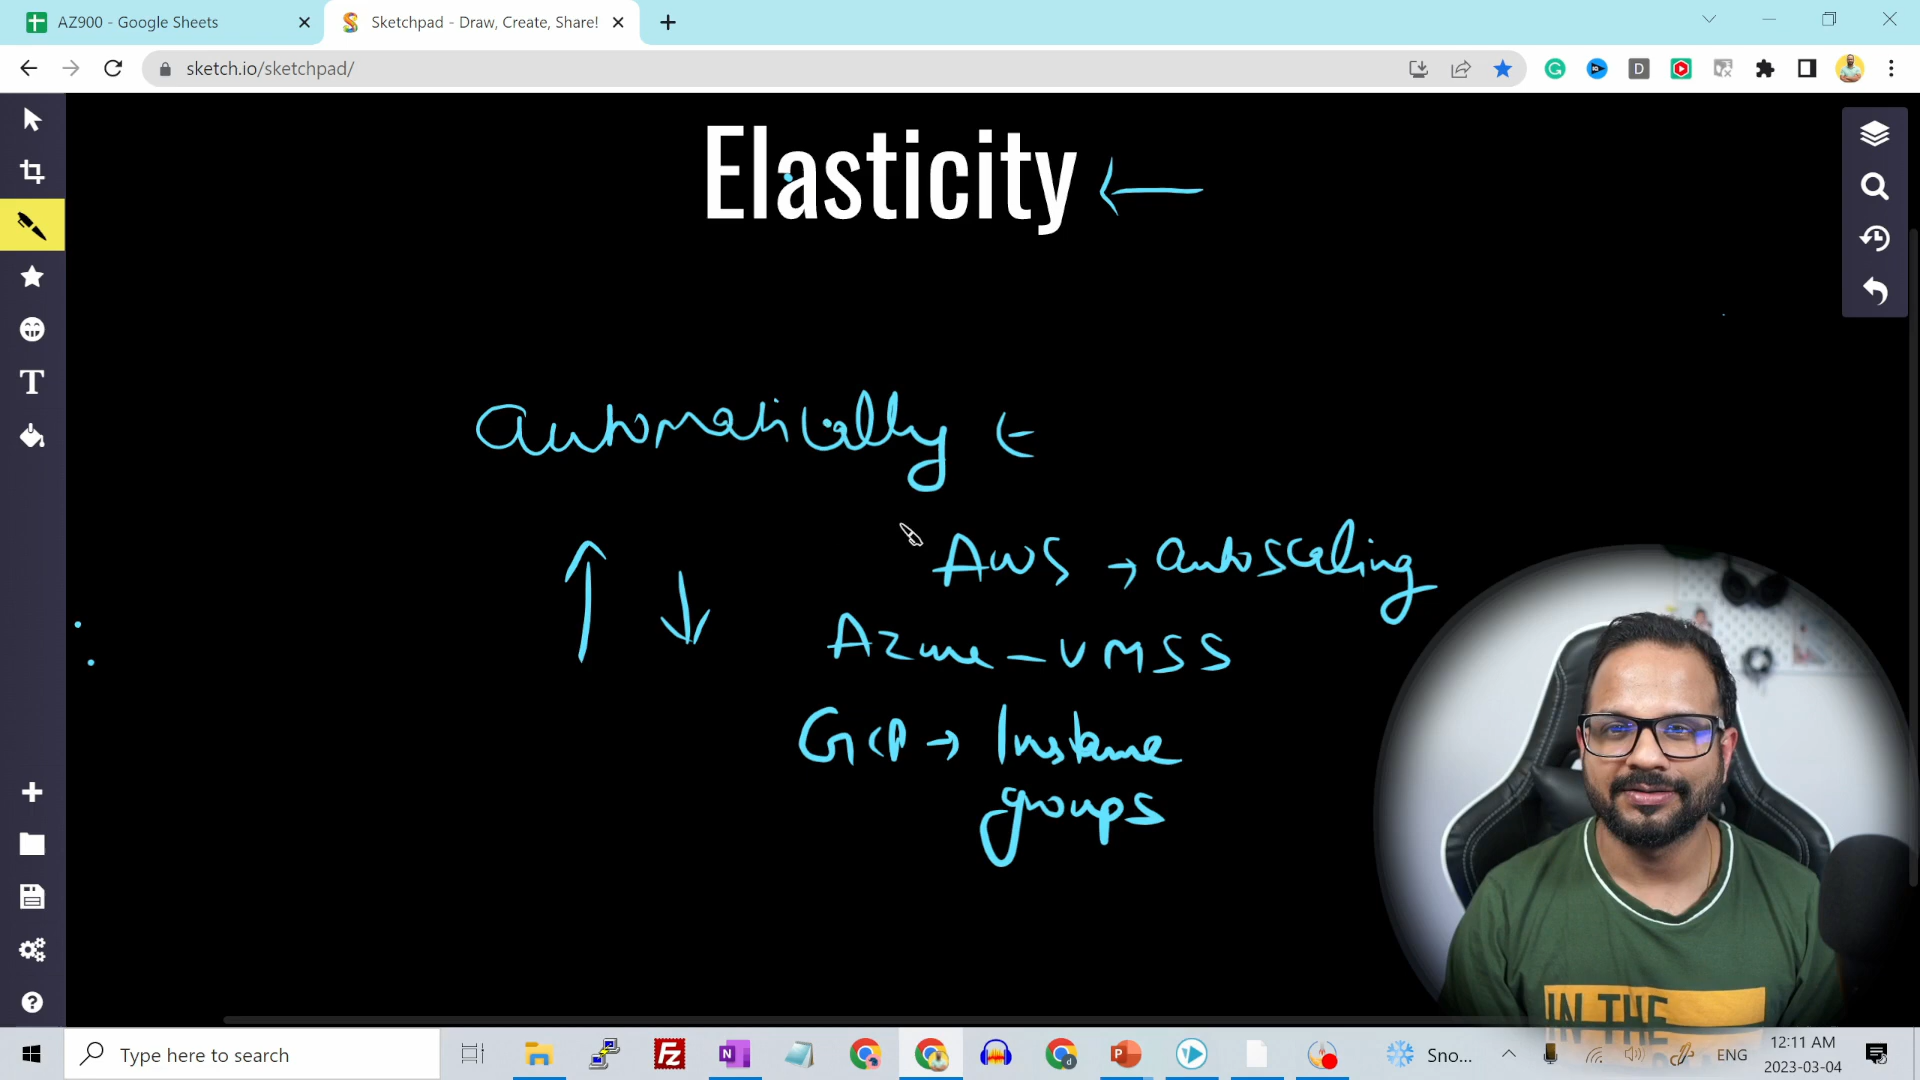 AZ900 - Google Sheets
Sketchpad - Draw, Create, Share!
sketch.io/sketchpad/
Elasticity
automatically
AWS → autoscaling
Azure - VMSS
GCP → Instance
groups
IN THE
Type here to search
Sno...
ENG
12:11 AM
2023-03-04